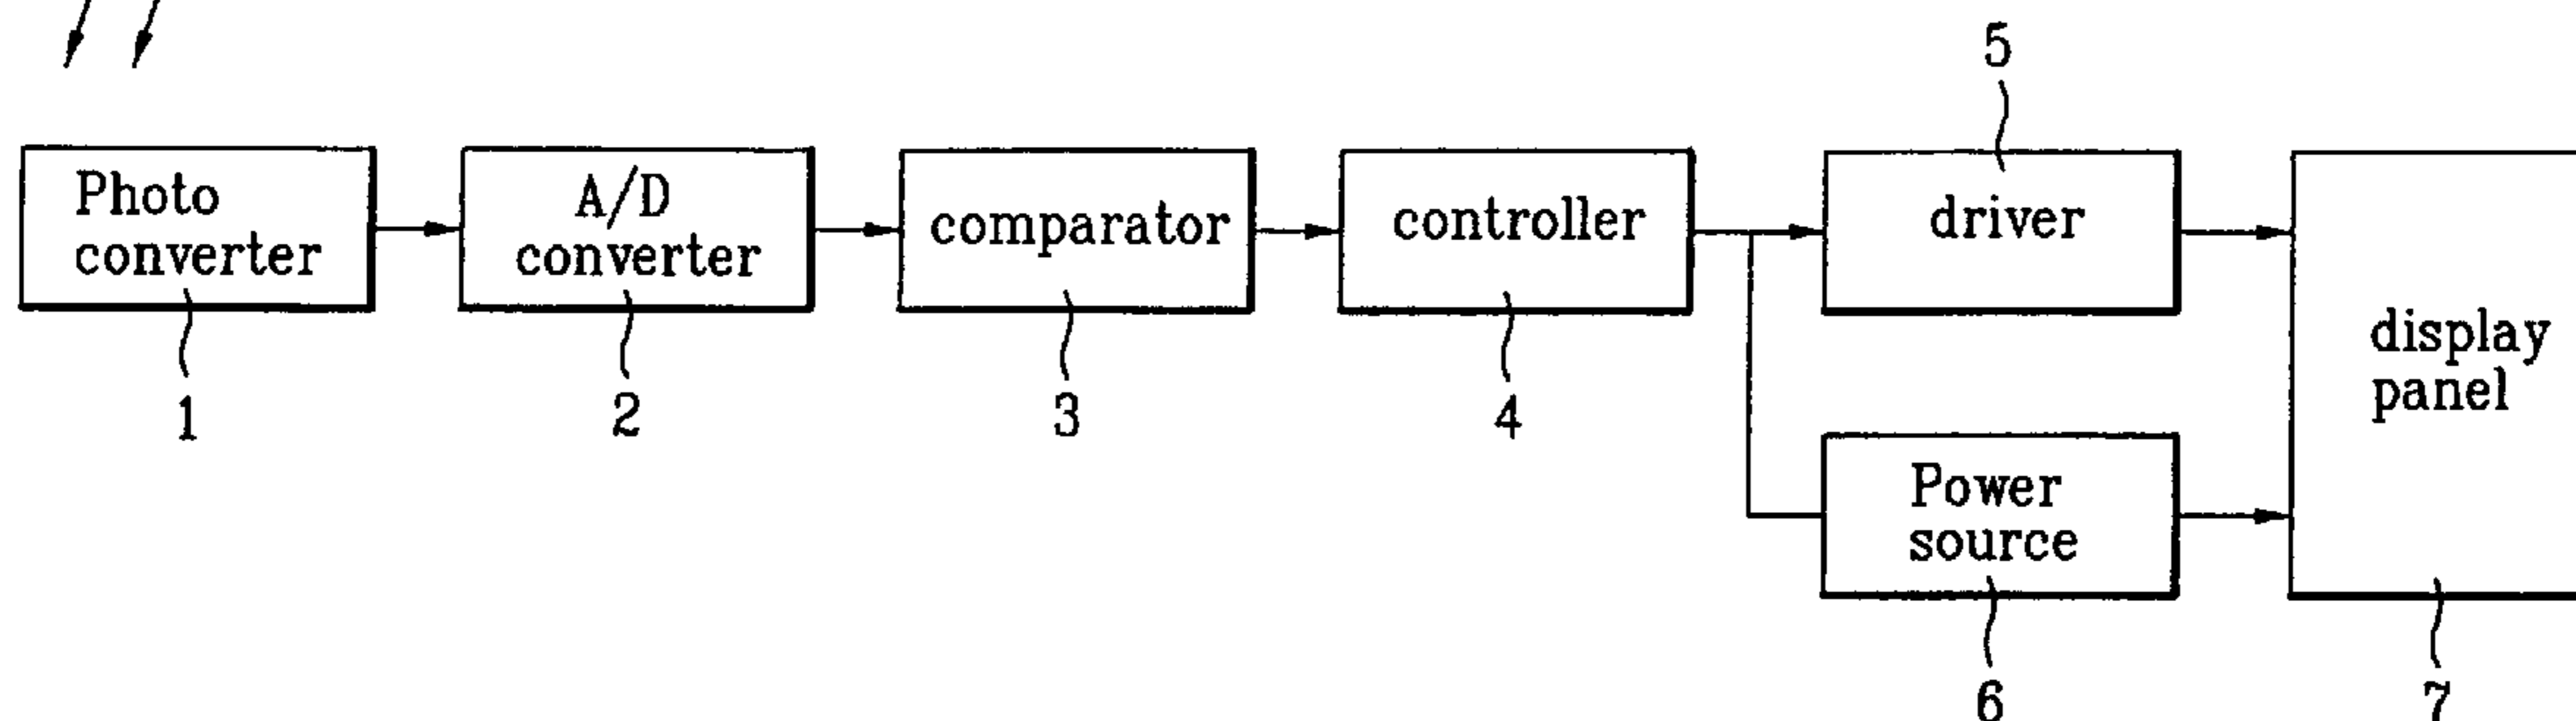 5
Photo
converter
A/D
converter
comparator
controller
driver
display
panel
1
2
3
4
Power
source
6
7